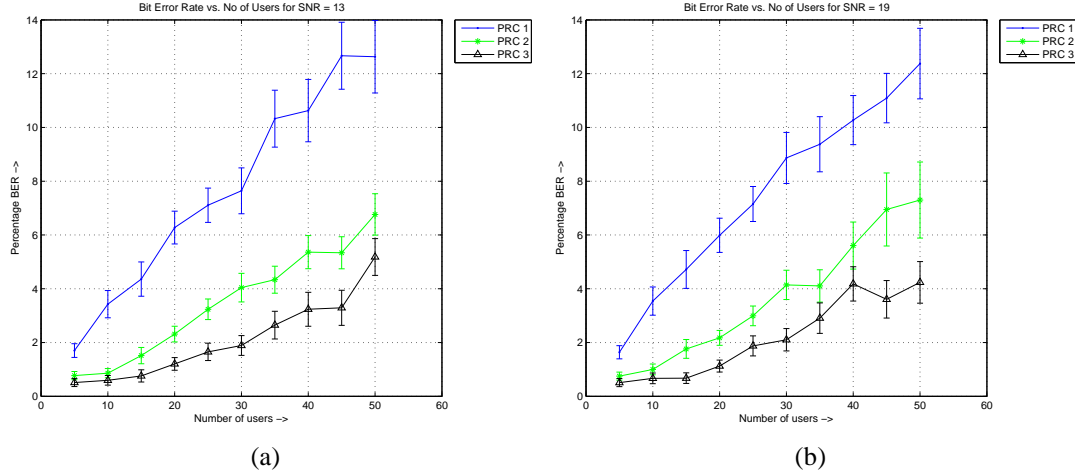 Bit Error Rate vs. No of Users for SNR = 13
14
12
10
8
6
4
2
0
0 10 20 30 40 50 60
Percentage BER −>
Number of users −>
PRC 1
PRC 2
PRC 3
(a)
Bit Error Rate vs. No of Users for SNR = 19
14
12
10
8
6
4
2
0
0 10 20 30 40 50 60
Percentage BER −>
Number of users −>
PRC 1
PRC 2
PRC 3
(b)